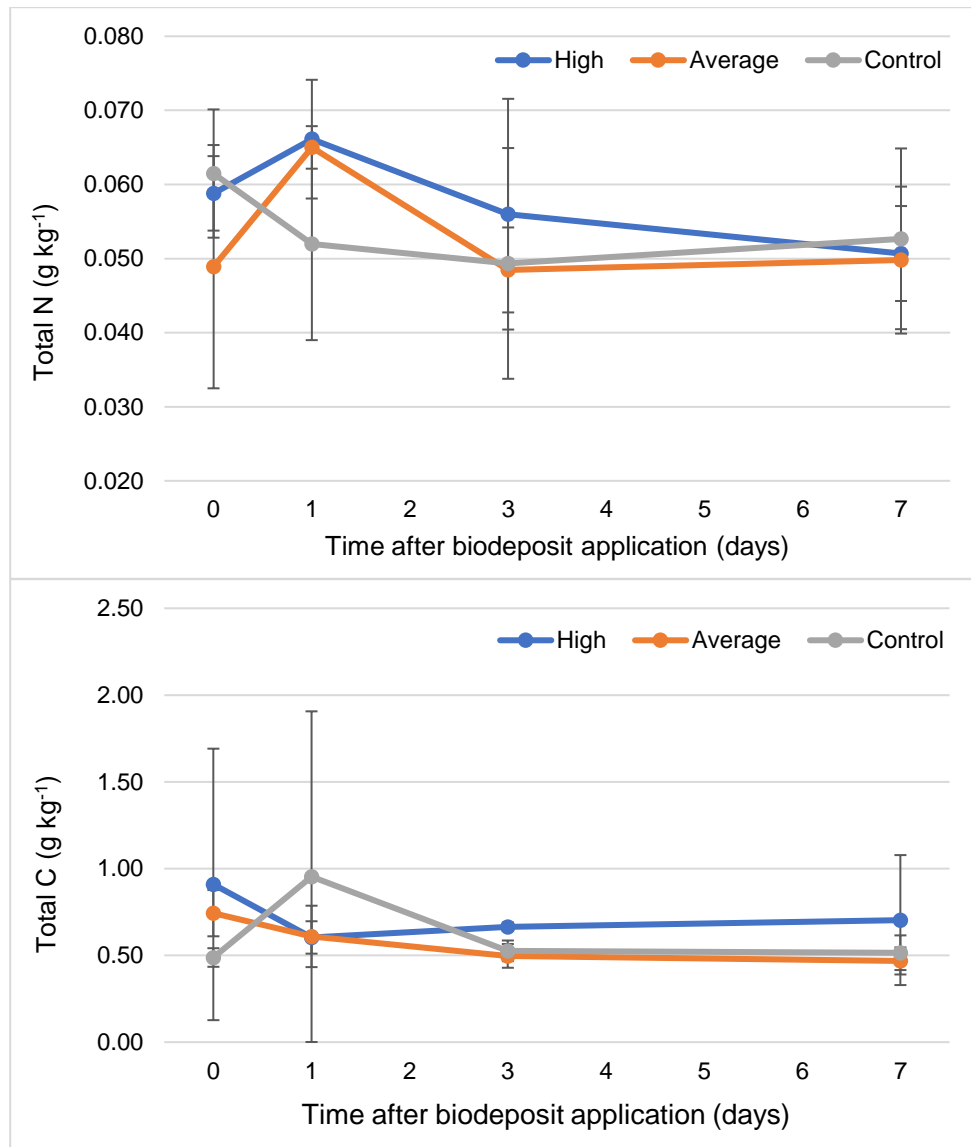 0.080
High Average Control
0.070
0.060
0.050
0.040
0.030
0.020
Total N (g kg⁻¹)
0 1 2 3 4 5 6 7
Time after biodeposit application (days)
2.50
High Average Control
2.00
1.50
1.00
0.50
0.00
Total C (g kg⁻¹)
0 1 2 3 4 5 6 7
Time after biodeposit application (days)